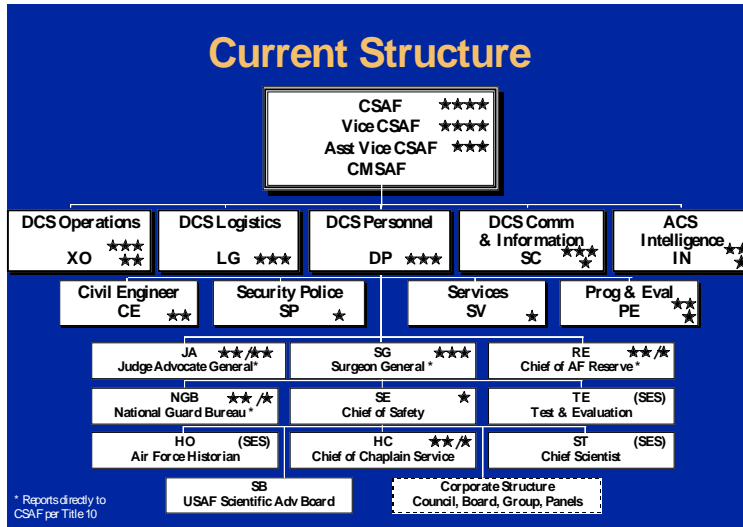 Current Structure
CSAF ★★★★
Vice CSAF ★★★★
Asst Vice CSAF ★★★
CMSAF
DCS Operations
XO ★★★
★★
DCS Logistics
LG ★★★
DCS Personnel
DP ★★★
DCS Comm
& Information
SC ★★★
★
ACS
Intelligence
IN ★★
★
Civil Engineer
CE ★★
Security Police
SP ★
Services
SV ★
Prog & Eval
PE ★★
★
JA ★★/★★
Judge Advocate General*
SG ★★★
Surgeon General *
RE ★★/★
Chief of AF Reserve *
NGB ★★/★
National Guard Bureau *
SE ★
Chief of Safety
TE (SES)
Test & Evaluation
HO (SES)
Air Force Historian
HC ★★/★
Chief of Chaplain Service
ST (SES)
Chief Scientist
SB
USAF Scientific Adv Board
Corporate Structure
Council, Board, Group, Panels
* Reports directly to
CSAF per Title 10